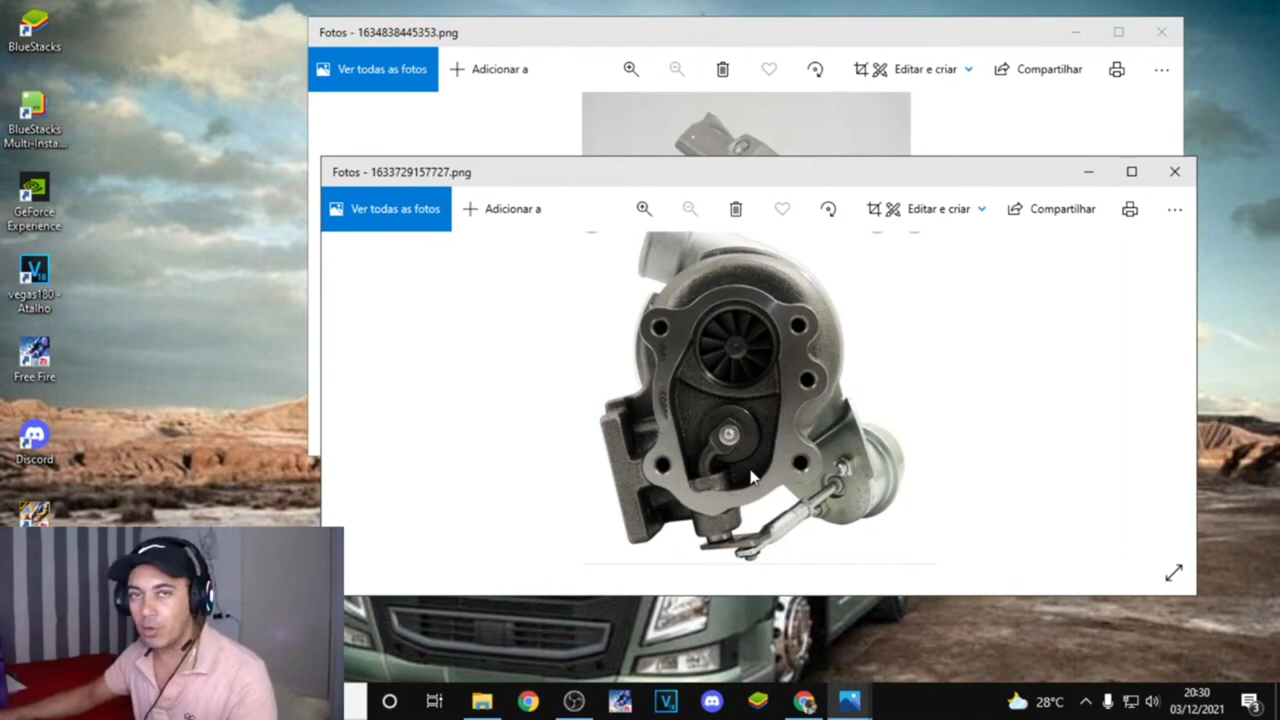 BlueStacks
BlueStacks
Multi-Insta...
GeForce
Experience
vegas180 -
Atalho
Free Fire
Discord
Fotos - 1634838445353.png
Ver todas as fotos
Adicionar a
Editar e criar
Compartilhar
Fotos - 1633729157727.png
Ver todas as fotos
Adicionar a
Editar e criar
Compartilhar
28°C
20:30
03/12/2021
3